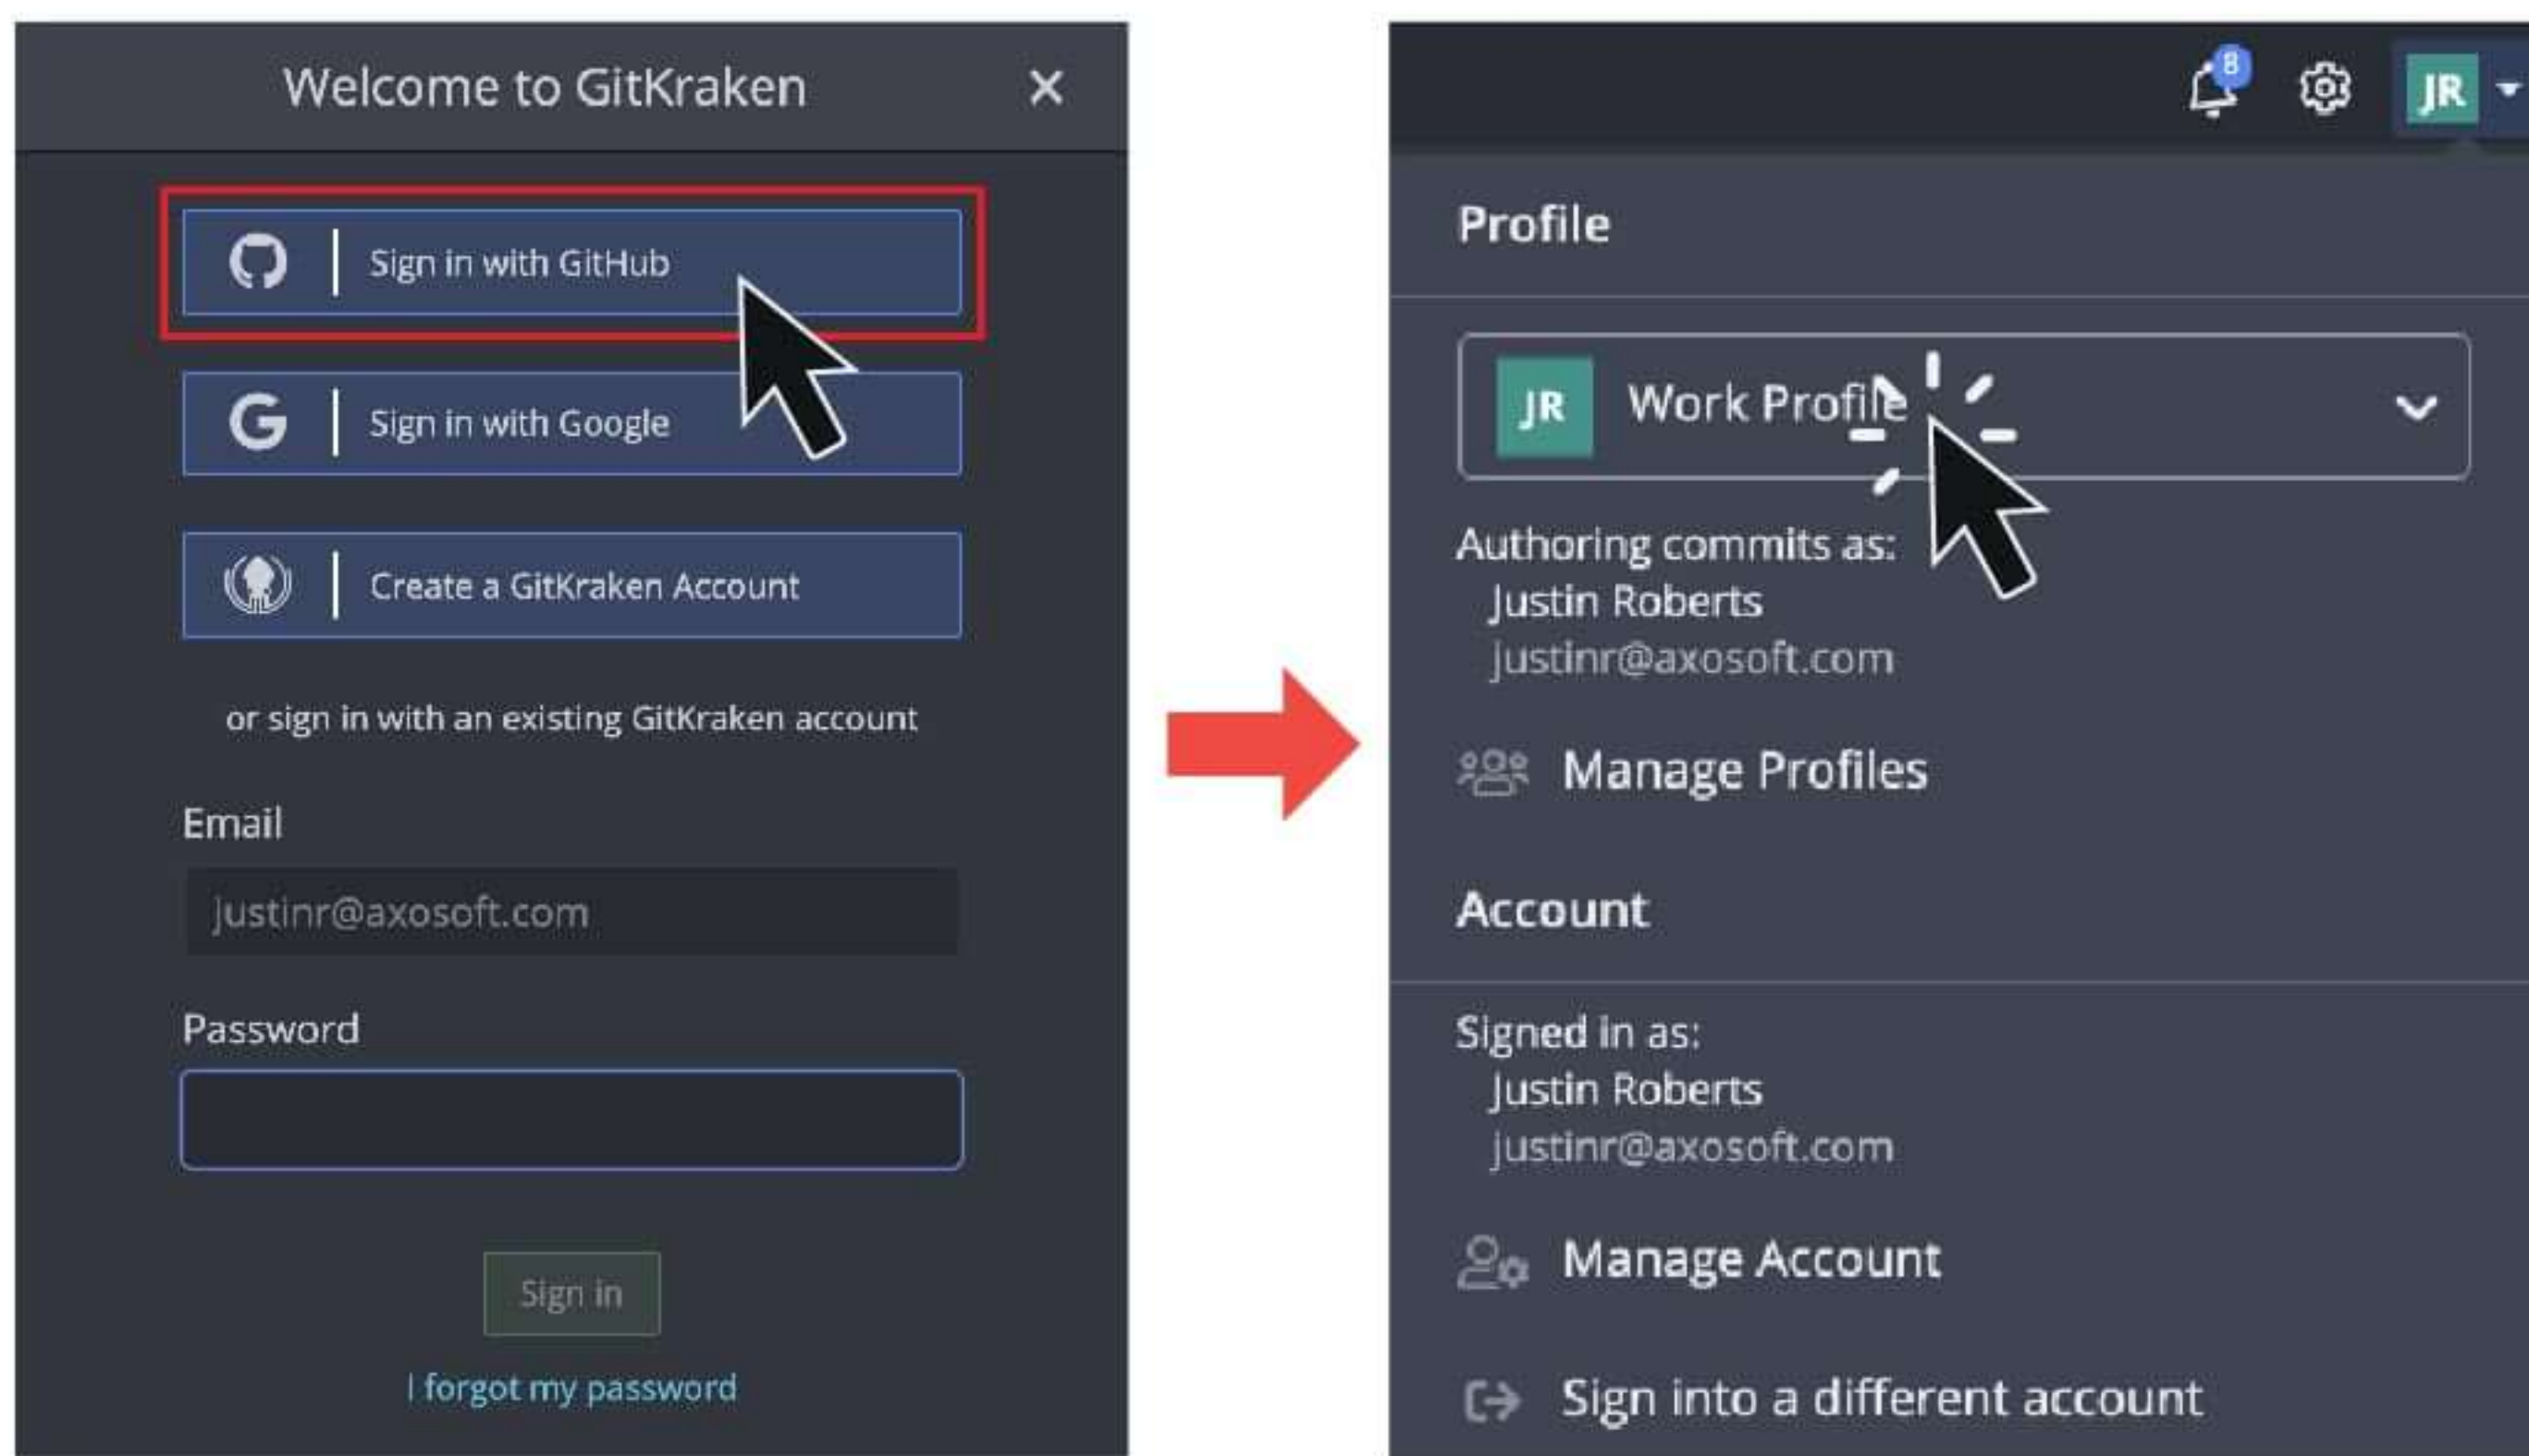 Welcome to GitKraken
Sign in with GitHub
Sign in with Google
Create a GitKraken Account
or sign in with an existing GitKraken account
Email
justinr@axosoft.com
Password
Sign in
I forgot my password
8
JR
Profile
JR Work Profile
Authoring commits as:
Justin Roberts
justinr@axosoft.com
Manage Profiles
Account
Signed in as:
Justin Roberts
justinr@axosoft.com
Manage Account
Sign into a different account